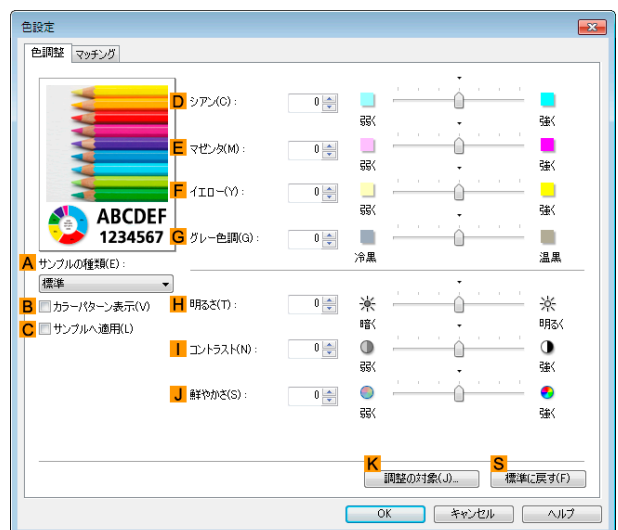 色設定
色調整 マッチング
D シアン(C) : 0
弱く 強く
E マゼンタ(M) : 0
弱く 強く
F イエロー(Y) : 0
弱く 強く
ABCDEF
1234567
G グレー色調(G) : 0
冷黒 温黒
A サンプルの種類(E) :
標準
B カラーパターン表示(V)
C サンプルへ適用(L)
H 明るさ(T) : 0
暗く 明るく
I コントラスト(N) : 0
弱く 強く
J 鮮やかさ(S) : 0
弱く 強く
K 調整の対象(J)...
S 標準に戻す(F)
OK キャンセル ヘルプ